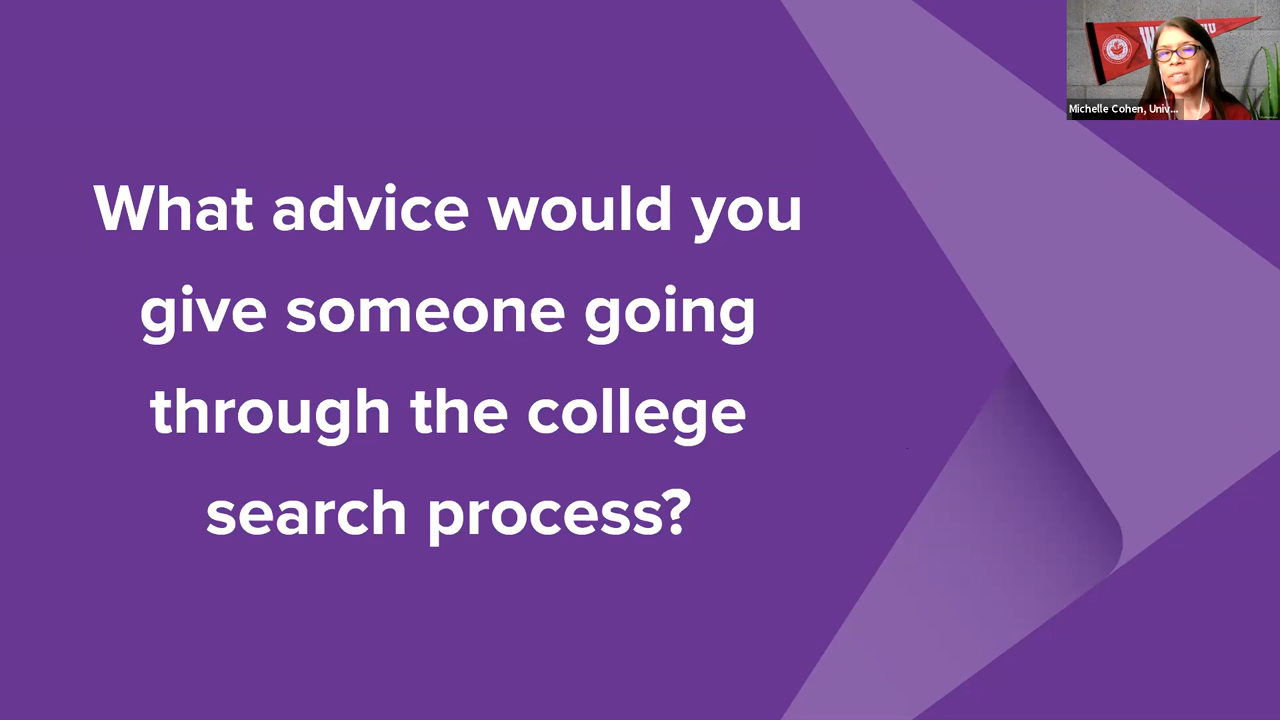 What advice would you
give someone going
through the college
search process?
Michelle Cohen, Univ...